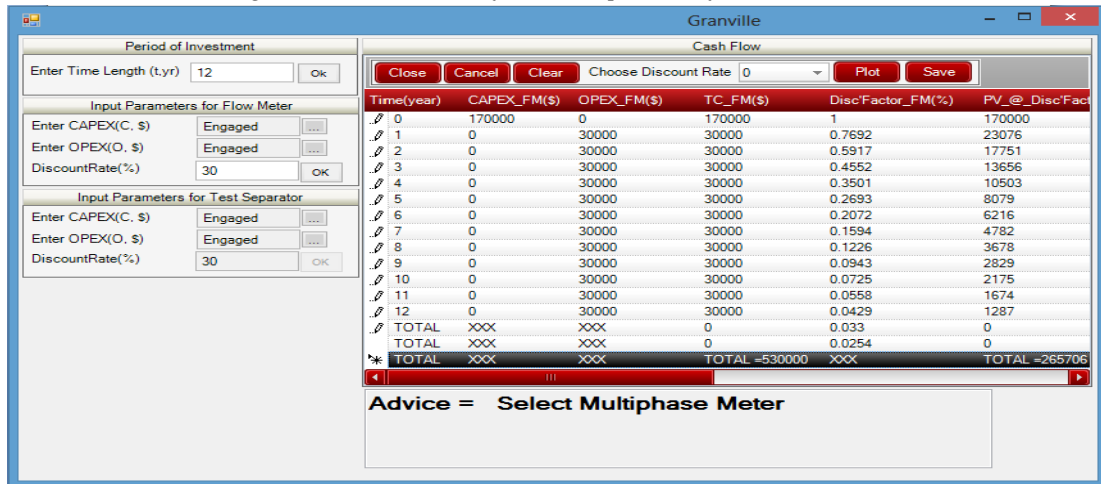 Granville
Period of Investment
Enter Time Length (t,yr) 12 Ok
Input Parameters for Flow Meter
Enter CAPEX(C, $) Engaged ...
Enter OPEX(O, $) Engaged ...
DiscountRate(%) 30 OK
Input Parameters for Test Separator
Enter CAPEX(C, $) Engaged ...
Enter OPEX(O, $) Engaged ...
DiscountRate(%) 30 OK
Cash Flow
Close Cancel Clear Choose Discount Rate 0 Plot Save
Time(year) CAPEX_FM($) OPEX_FM($) TC_FM($) Disc'Factor_FM(%) PV_@_Disc'Fact
0 170000 0 170000 1 170000
1 0 30000 30000 0.7692 23076
2 0 30000 30000 0.5917 17751
3 0 30000 30000 0.4552 13656
4 0 30000 30000 0.3501 10503
5 0 30000 30000 0.2693 8079
6 0 30000 30000 0.2072 6216
7 0 30000 30000 0.1594 4782
8 0 30000 30000 0.1226 3678
9 0 30000 30000 0.0943 2829
10 0 30000 30000 0.0725 2175
11 0 30000 30000 0.0558 1674
12 0 30000 30000 0.0429 1287
TOTAL XXX XXX 0 0.033 0
TOTAL XXX XXX 0 0.0254 0
TOTAL XXX XXX TOTAL =530000 XXX TOTAL =265706
Advice = Select Multiphase Meter